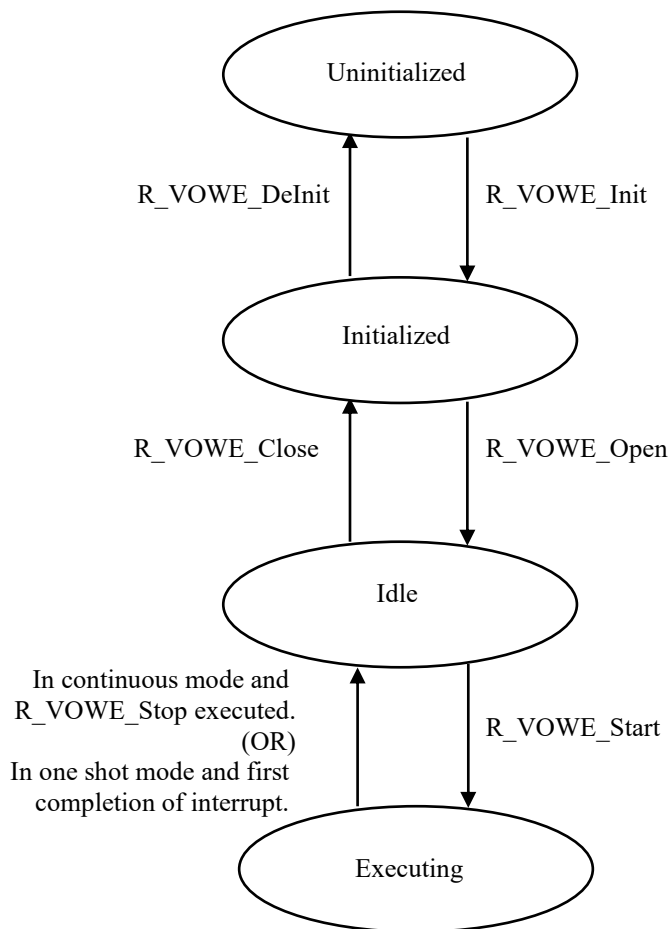 Uninitialized
R_VOWE_DeInit
R_VOWE_Init
Initialized
R_VOWE_Close
R_VOWE_Open
Idle
In continuous mode and
R_VOWE_Stop executed.
(OR)
In one shot mode and first
completion of interrupt.
R_VOWE_Start
Executing